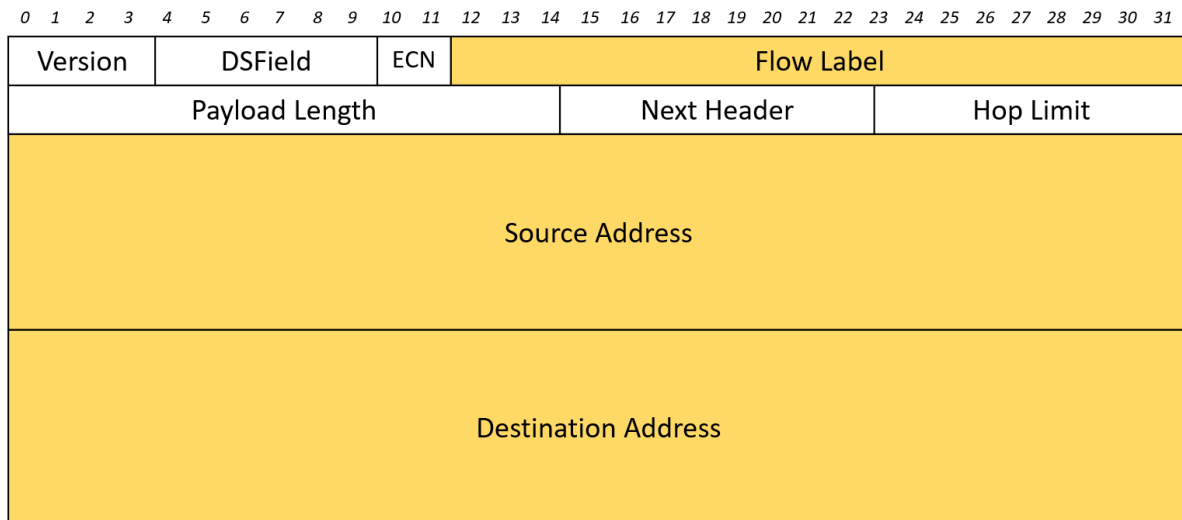 0 1 2 3 4 5 6 7 8 9 10 11 12 13 14 15 16 17 18 19 20 21 22 23 24 25 26 27 28 29 30 31
Version DSField ECN Flow Label
Payload Length Next Header Hop Limit
Source Address
Destination Address